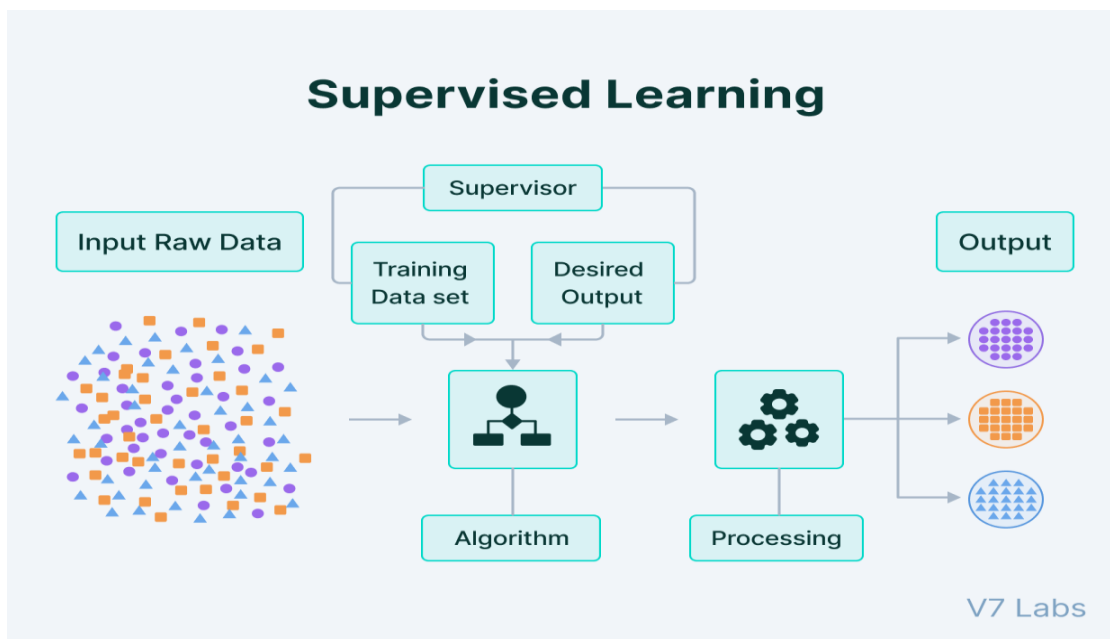 Supervised Learning
Supervisor
Input Raw Data
Training
Data set
Desired
Output
Output
Algorithm
Processing
V7 Labs